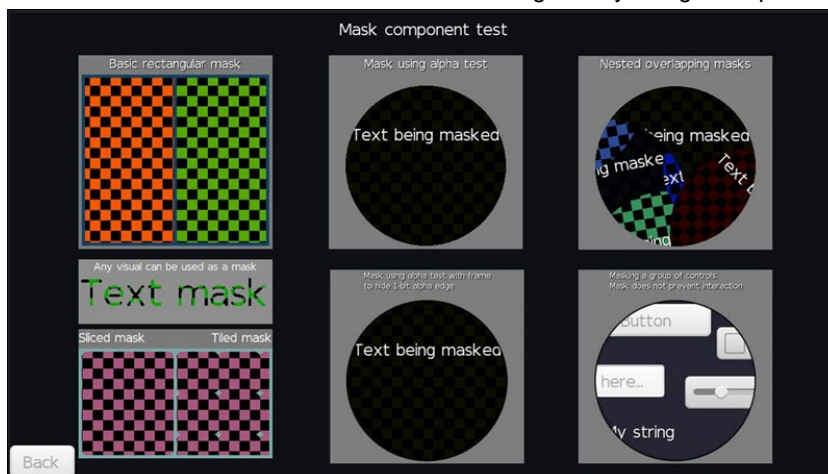 Mask component test
Basic rectangular mask
Any visual can be used as a mask
Text mask
Sliced mask
Tiled mask
Mask using alpha test
Text being masked
Mask using alpha test with frame
to hide 1-bit alpha edge
Text being masked
Nested overlapping masks
being masked
ng maske
ext
Text b
ing
Masking a group of controls
Mask does not prevent interaction
Button
here...
My string
Back